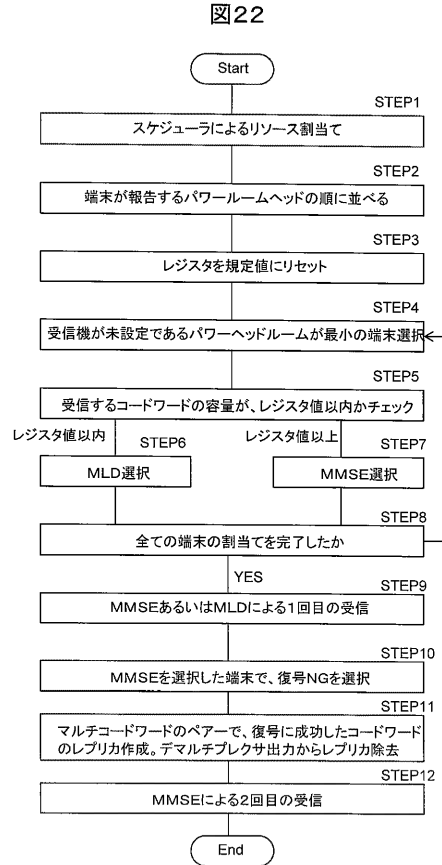 図22
Start
STEP1
スケジューラによるリソース割当て
STEP2
端末が報告するパワールームヘッドの順に並べる
STEP3
レジスタを規定値にリセット
STEP4
受信機が未設定であるパワーヘッドルームが最小の端末選択
STEP5
受信するコードワードの容量が、レジスタ値以内かチェック
レジスタ値以内
STEP6
レジスタ値以上
STEP7
MLD選択
MMSE選択
STEP8
全ての端末の割当てを完了したか
YES
STEP9
MMSEあるいはMLDによる1回目の受信
STEP10
MMSEを選択した端末で、復号NGを選択
STEP11
マルチコードワードのペアーで、復号に成功したコードワード
のレプリカ作成。デマルチプレクサ出力からレプリカ除去
STEP12
MMSEによる2回目の受信
End